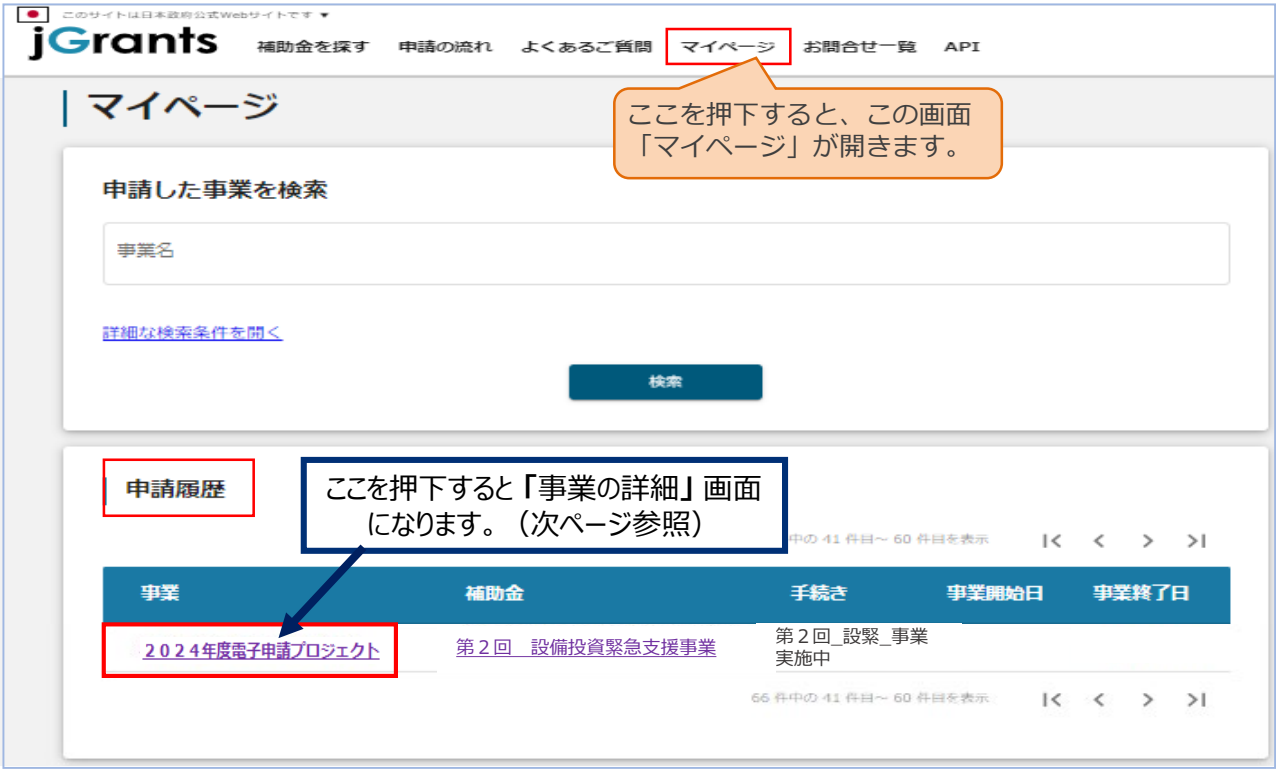 このサイトは日本政府公式Webサイトです ▼
jGrants 補助金を探す 申請の流れ よくあるご質問 マイページ お問合せ一覧 API
マイページ
ここを押下すると、この画面
「マイページ」が開きます。
申請した事業を検索
事業名
詳細な検索条件を開く
検索
申請履歴
ここを押下すると「事業の詳細」画面
になります。（次ページ参照）
中の 41 件目～ 60 件目を表示
事業 補助金 手続き 事業開始日 事業終了日
２０２４年度電子申請プロジェクト 第２回　設備投資緊急支援事業 第２回_設緊_事業
実施中
66 件中の 41 件目～ 60 件目を表示